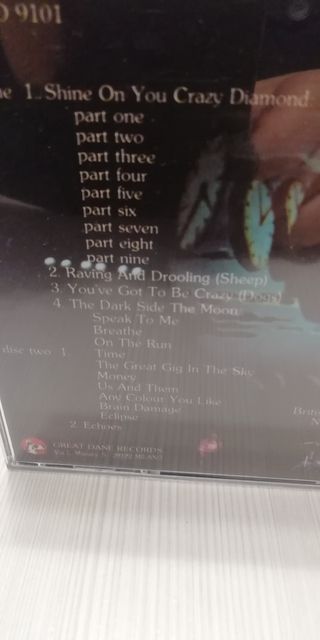 9101
1. Shine On You Crazy Diamond
part one
part two
part three
part four
part five
part six
part seven
part eight
part nine
2. Raving And Drooling (Sheep)
3. You've Got To Be Crazy (Dogs)
4. The Dark Side The Moon
Speak To Me
Breathe
On The Run
disc two 1. Time
The Great Gig In The Sky
Money
Us And Them
Any Colour You Like
Brain Damage
Eclipse
2. Echoes
GREAT DANE RECORDS
MILANO